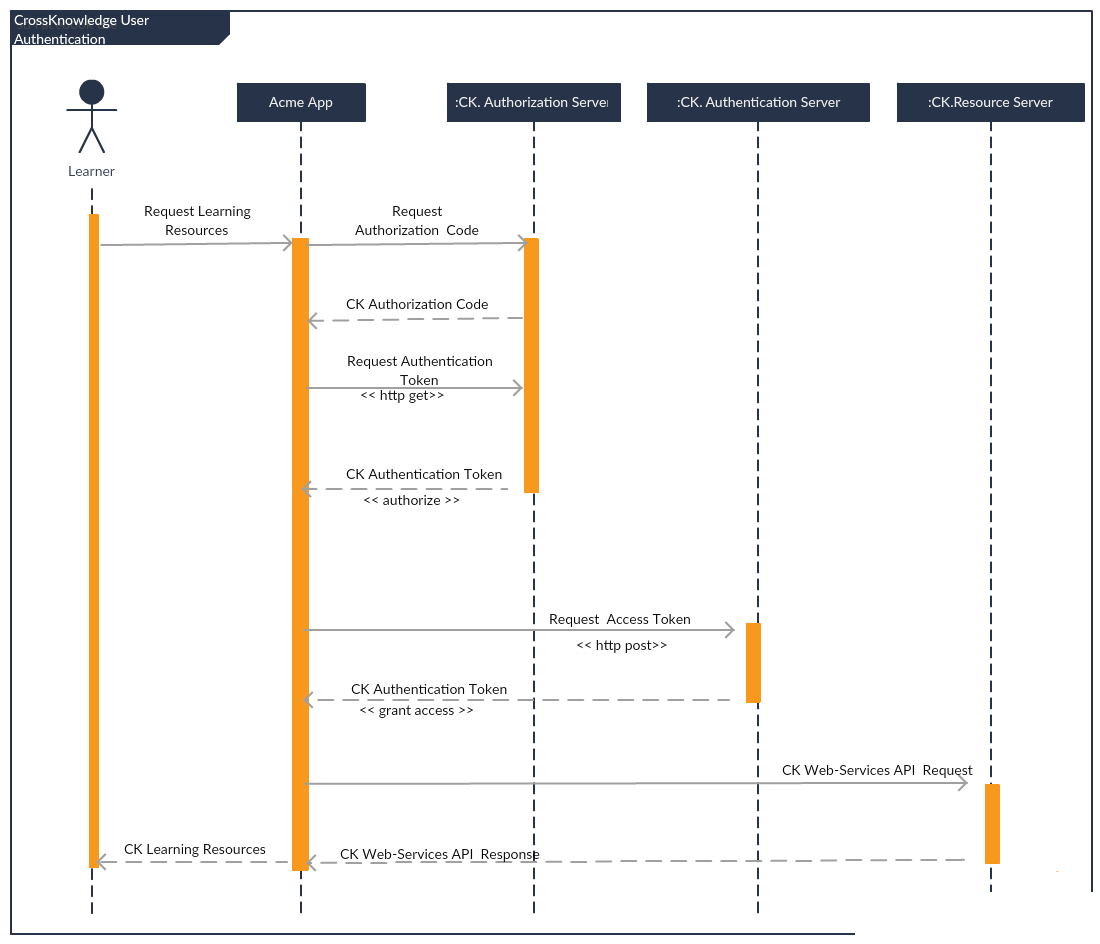 CrossKnowledge User
Authentication
Acme App
:CK. Authorization Server
:CK. Authentication Server
:CK.Resource Server
Learner
Request Learning
Resources
Request
Authorization  Code
CK Authorization Code
Request Authentication
Token
<< http get>>
CK Authentication Token
<< authorize >>
Request  Access Token
<< http post>>
CK Authentication Token
<< grant access >>
CK Web-Services API  Request
CK Learning Resources
CK Web-Services API  Response